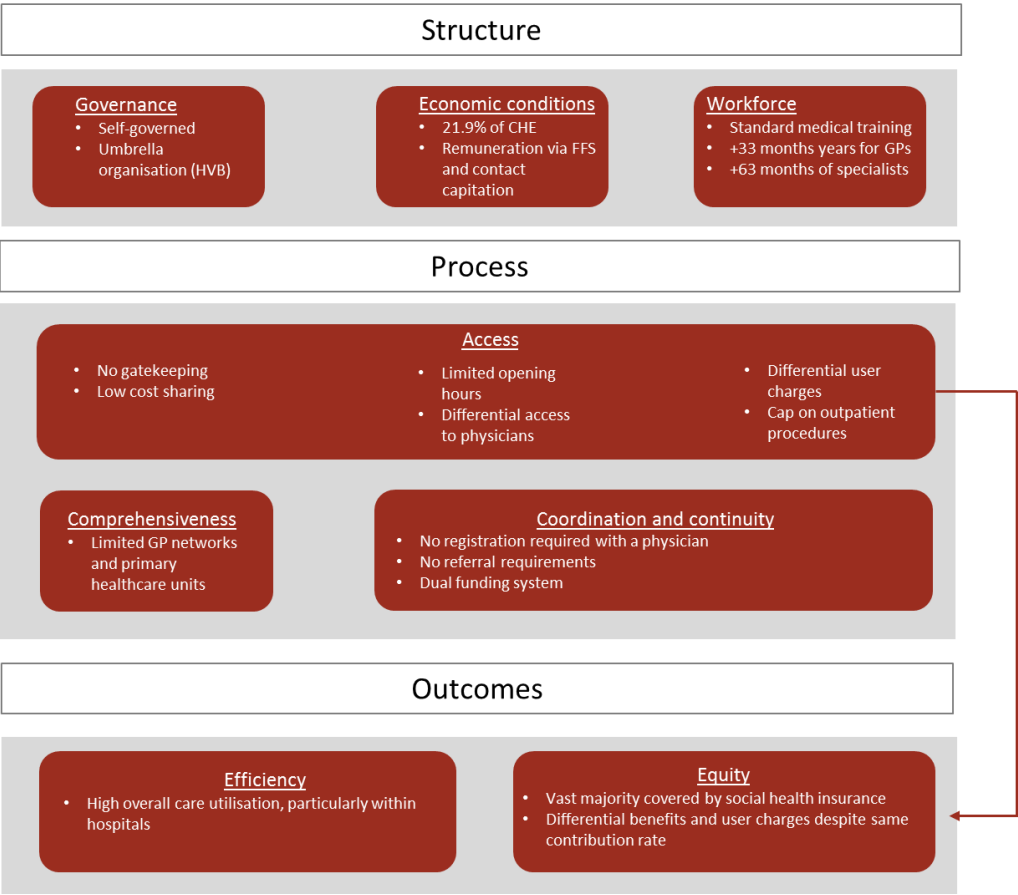 Structure
Governance
• Self-governed
• Umbrella
organisation (HVB)
Economic conditions
• 21.9% of CHE
• Remuneration via FFS
and contact
capitation
Workforce
• Standard medical training
• +33 months years for GPs
• +63 months of specialists
Process
Access
• No gatekeeping
• Low cost sharing
• Limited opening
hours
• Differential access
to physicians
• Differential user
charges
• Cap on outpatient
procedures
Comprehensiveness
• Limited GP networks
and primary
healthcare units
Coordination and continuity
• No registration required with a physician
• No referral requirements
• Dual funding system
Outcomes
Efficiency
• High overall care utilisation, particularly within
hospitals
Equity
• Vast majority covered by social health insurance
• Differential benefits and user charges despite same
contribution rate